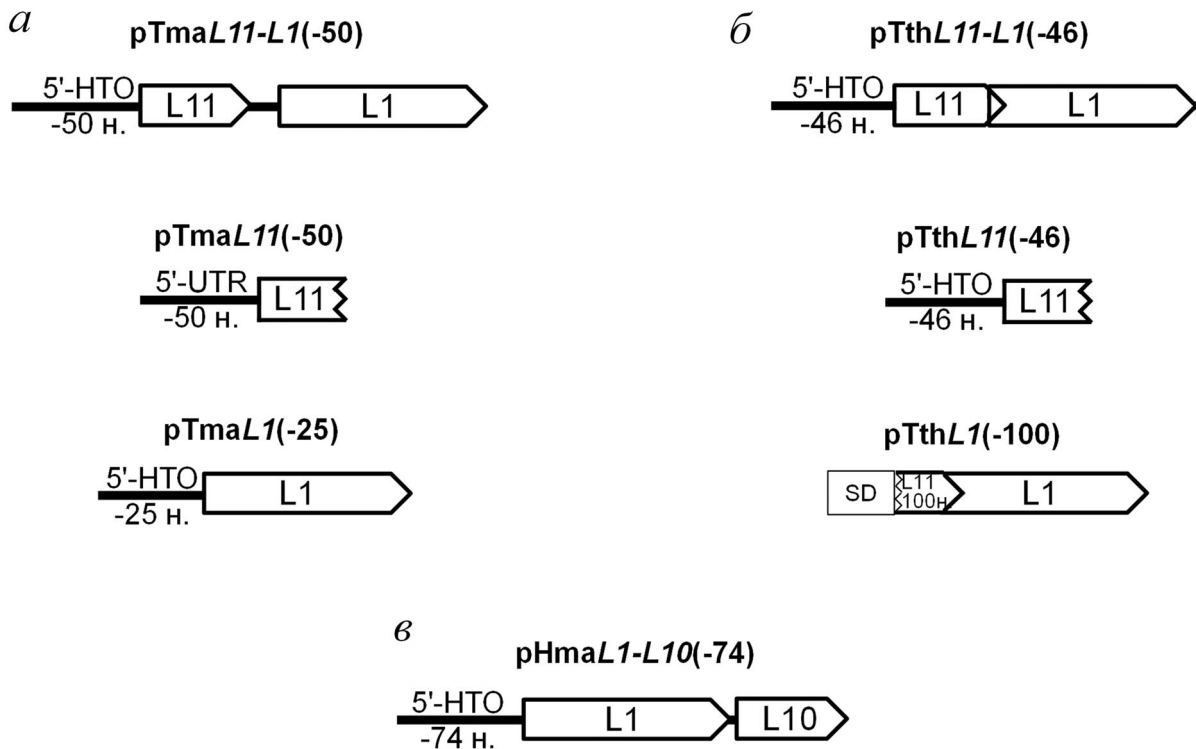 а
pTmaL11-L1(-50)
5'-НТО
L11
L1
-50 н.
pTmaL11(-50)
5'-UTR
L11
-50 н.
pTmaL1(-25)
5'-НТО
L1
-25 н.
б
pTthL11-L1(-46)
5'-НТО
L11
L1
-46 н.
pTthL11(-46)
5'-НТО
L11
-46 н.
pTthL1(-100)
SD
L11
100н
L1
в
pHmaL1-L10(-74)
5'-НТО
L1
L10
-74 н.